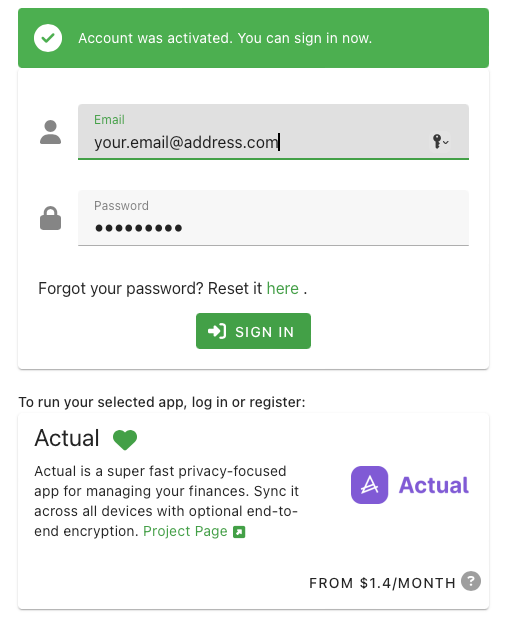 Account was activated. You can sign in now.
Email
your.email@address.com
Password
•••••••••
Forgot your password? Reset it here .
SIGN IN
To run your selected app, log in or register:
Actual
Actual is a super fast privacy-focused
app for managing your finances. Sync it
across all devices with optional end-to-
end encryption. Project Page
Actual
FROM $1.4/MONTH ?